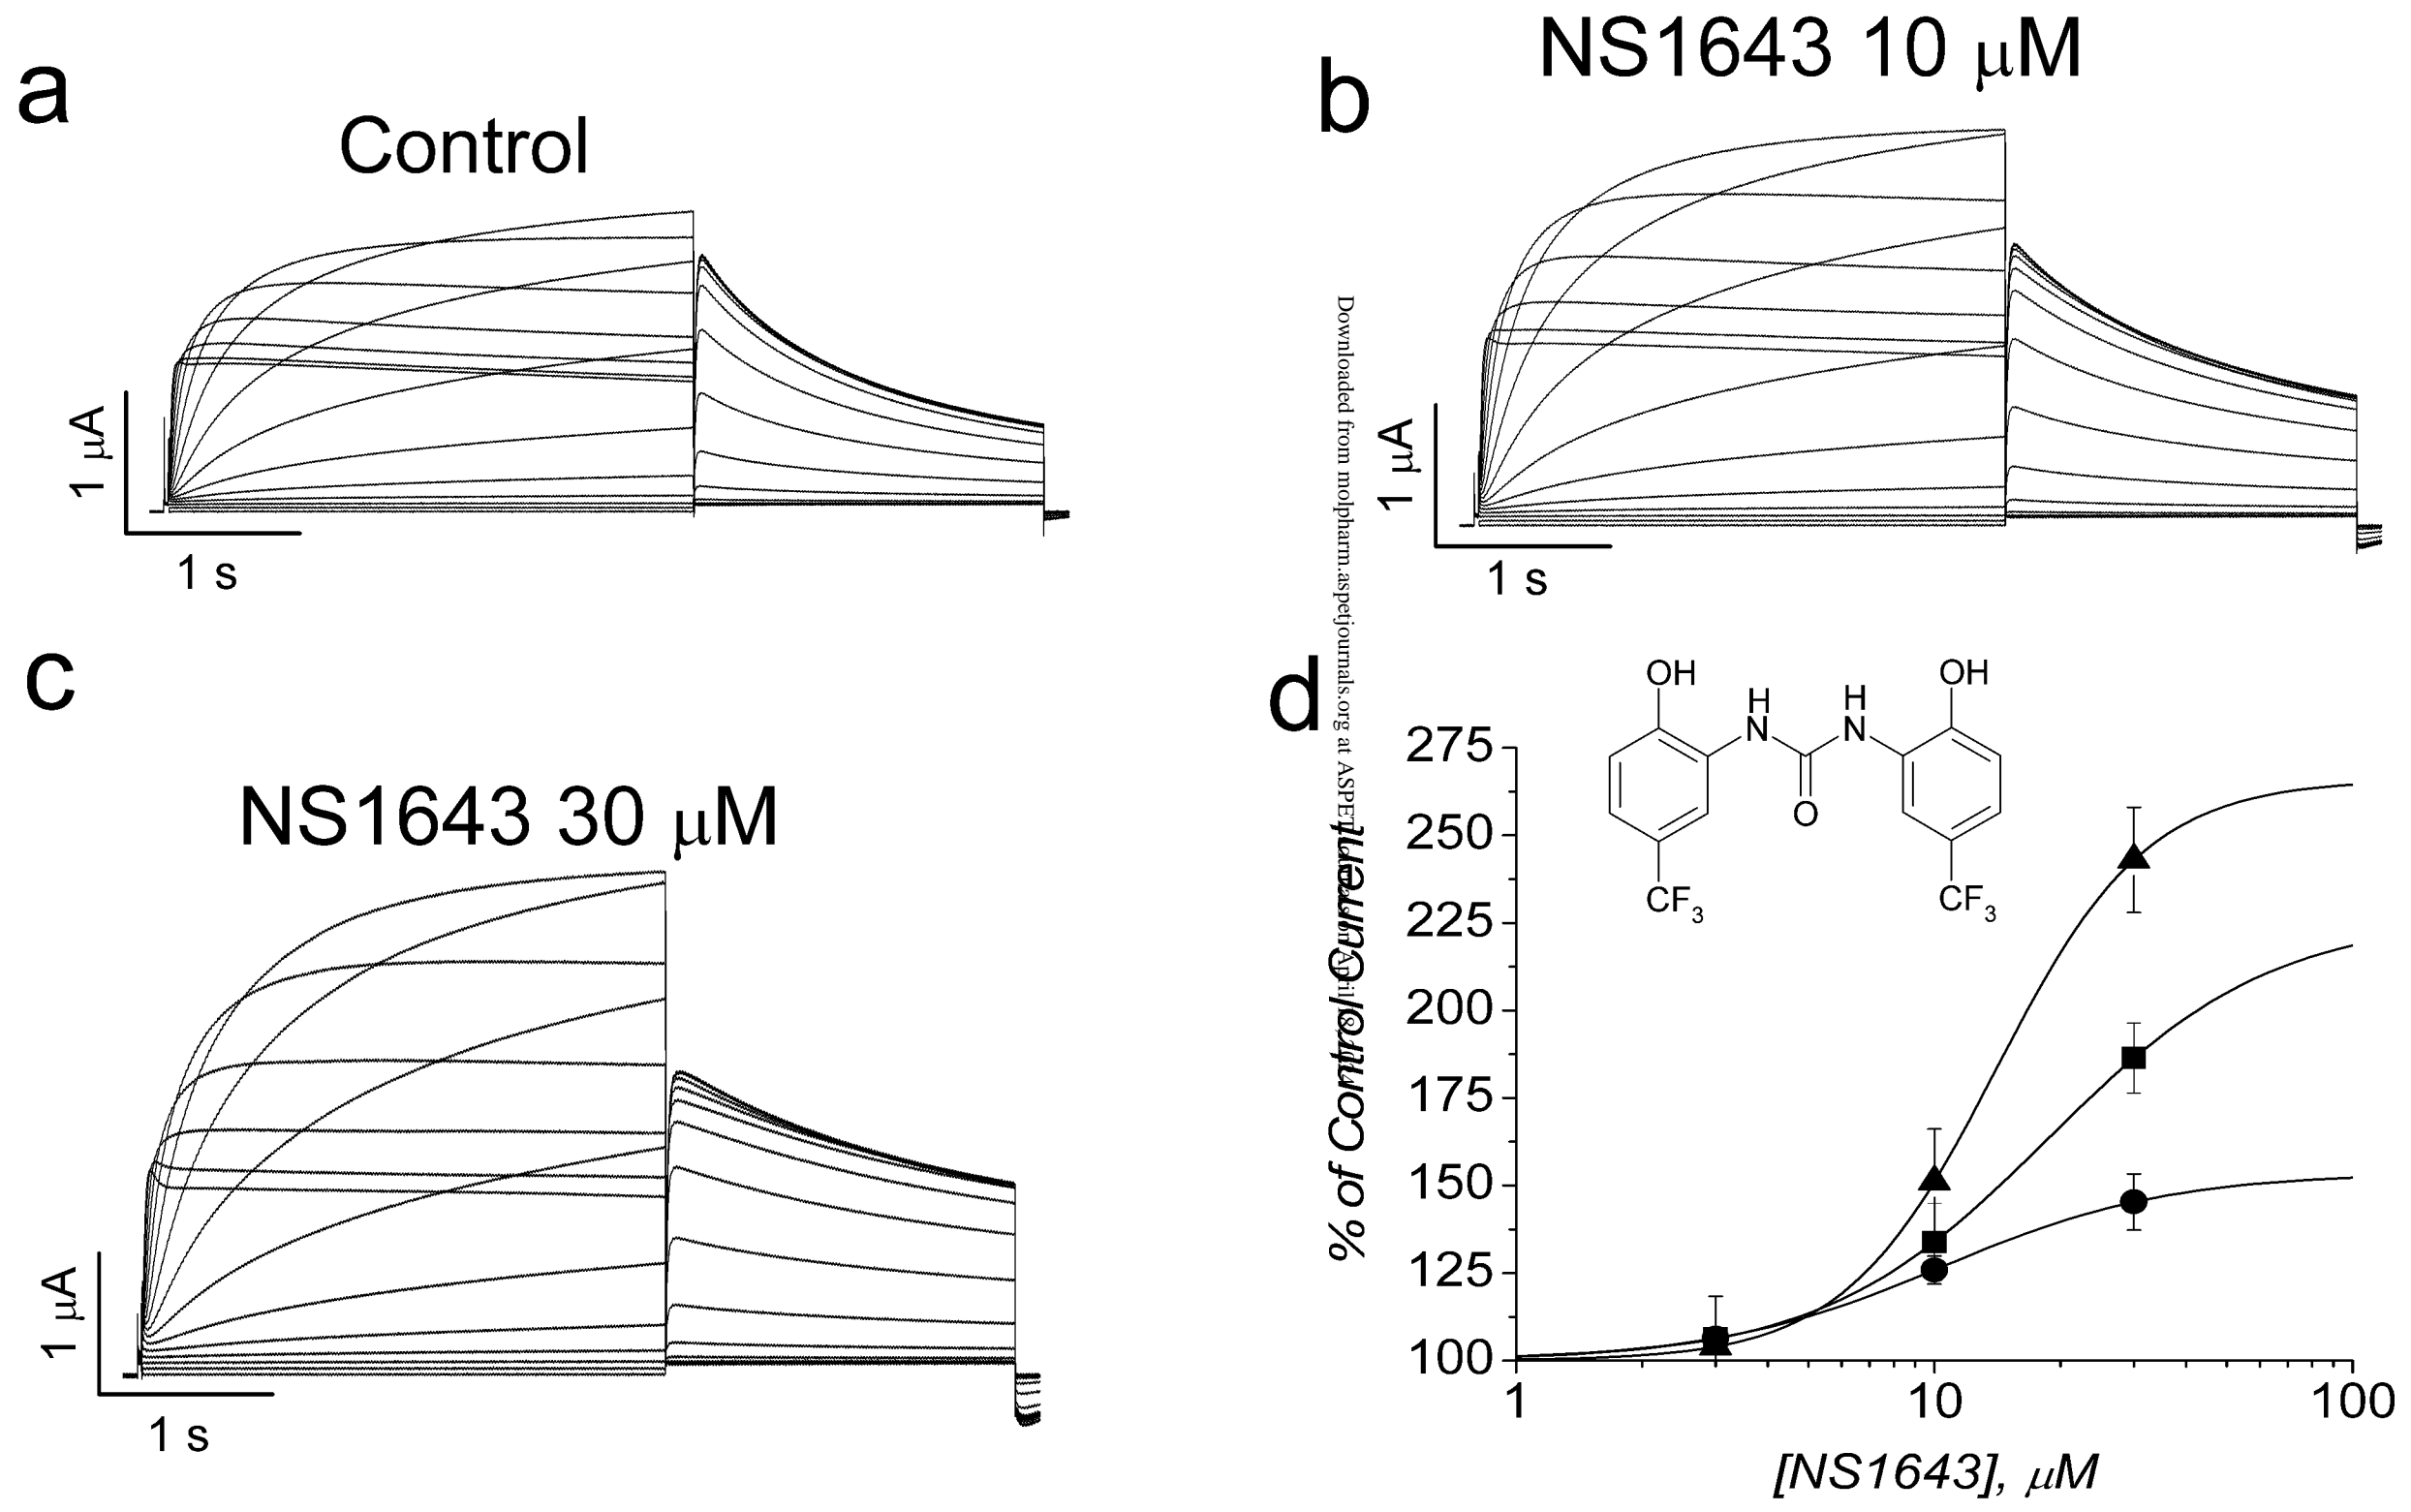 a
Control
1 µA
1 s
b
NS1643 10 µM
1 µA
1 s
c
NS1643 30 µM
1 µA
1 s
d
OH
OH
H
N
H
N
O
CF3
CF3
% of Control Current
275
250
225
200
175
150
125
100
1
10
100
[NS1643], µM
Downloaded from molpharm.aspetjournals.org at ASPET